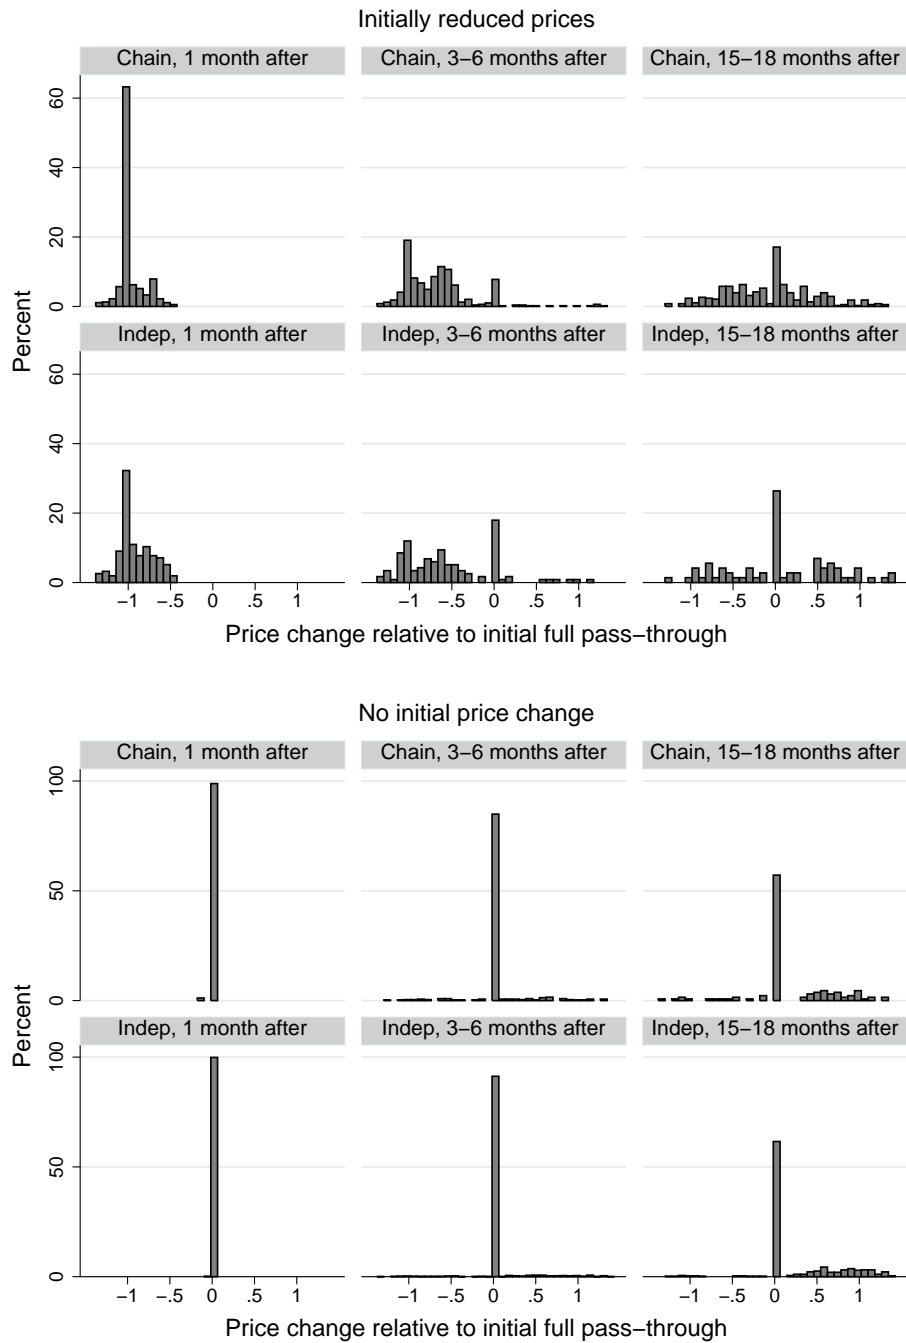 Initially reduced prices
Chain, 1 month after
Chain, 3−6 months after
Chain, 15−18 months after
60
40
20
0
Indep, 1 month after
Indep, 3−6 months after
Indep, 15−18 months after
60
40
20
0
Percent
−1 −.5 0 .5 1
−1 −.5 0 .5 1
−1 −.5 0 .5 1
Price change relative to initial full pass−through
No initial price change
Chain, 1 month after
Chain, 3−6 months after
Chain, 15−18 months after
100
50
0
Indep, 1 month after
Indep, 3−6 months after
Indep, 15−18 months after
100
50
0
Percent
−1 −.5 0 .5 1
−1 −.5 0 .5 1
−1 −.5 0 .5 1
Price change relative to initial full pass−through